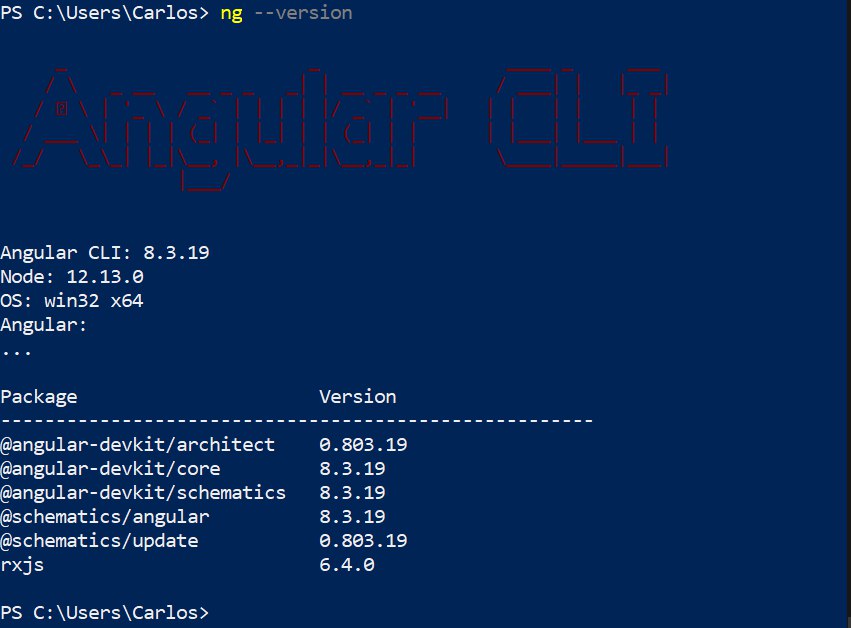 PS C:\Users\Carlos> ng --version
Angular CLI
Angular CLI: 8.3.19
Node: 12.13.0
OS: win32 x64
Angular:
...
Package Version
------------------------------------------------------
@angular-devkit/architect 0.803.19
@angular-devkit/core 8.3.19
@angular-devkit/schematics 8.3.19
@schematics/angular 8.3.19
@schematics/update 0.803.19
rxjs 6.4.0
PS C:\Users\Carlos>